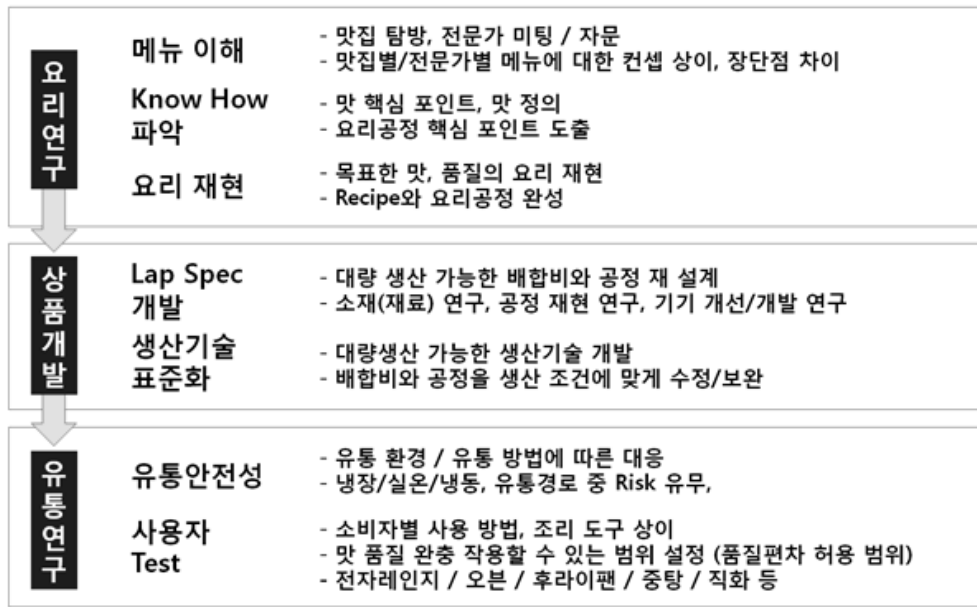 요리연구
메뉴 이해
- 맛집 탐방, 전문가 미팅 / 자문
- 맛집별/전문가별 메뉴에 대한 컨셉 상이, 장단점 차이
Know How
파악
- 맛 핵심 포인트, 맛 정의
- 요리공정 핵심 포인트 도출
요리 재현
- 목표한 맛, 품질의 요리 재현
- Recipe와 요리공정 완성
상품개발
Lap Spec
개발
- 대량 생산 가능한 배합비와 공정 재 설계
- 소재(재료) 연구, 공정 재현 연구, 기기 개선/개발 연구
생산기술
표준화
- 대량생산 가능한 생산기술 개발
- 배합비와 공정을 생산 조건에 맞게 수정/보완
유통연구
유통안전성
- 유통 환경 / 유통 방법에 따른 대응
- 냉장/실온/냉동, 유통경로 중 Risk 유무,
사용자
Test
- 소비자별 사용 방법, 조리 도구 상이
- 맛 품질 완충 작용할 수 있는 범위 설정 (품질편차 허용 범위)
- 전자레인지 / 오븐 / 후라이팬 / 중탕 / 직화 등